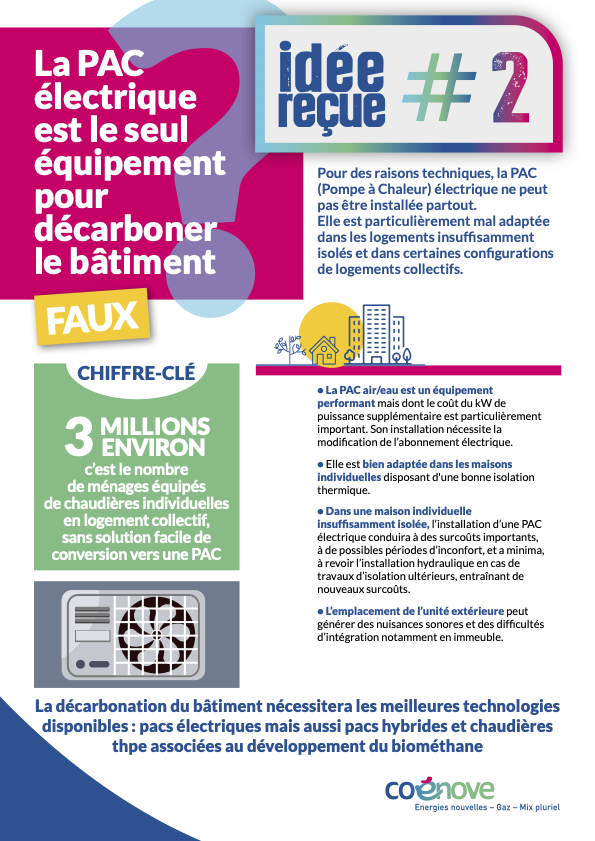 La PAC
électrique
est le seul
équipement
pour
décarboner
le bâtiment
FAUX
idée
reçue
# 2
Pour des raisons techniques, la PAC
(Pompe à Chaleur) électrique ne peut
pas être installée partout.
Elle est particulièrement mal adaptée
dans les logements insuffisamment
isolés et dans certaines configurations
de logements collectifs.
CHIFFRE-CLÉ
3 MILLIONS
ENVIRON
c'est le nombre
de ménages équipés
de chaudières individuelles
en logement collectif,
sans solution facile de
conversion vers une PAC
• La PAC air/eau est un équipement
performant mais dont le coût du kW de
puissance supplémentaire est particulièrement
important. Son installation nécessite la
modification de l'abonnement électrique.
• Elle est bien adaptée dans les maisons
individuelles disposant d'une bonne isolation
thermique.
• Dans une maison individuelle
insuffisamment isolée, l'installation d'une PAC
électrique conduira à des surcoûts importants,
à de possibles périodes d'inconfort, et a minima,
à revoir l'installation hydraulique en cas de
travaux d'isolation ultérieurs, entraînant de
nouveaux surcoûts.
• L'emplacement de l'unité extérieure peut
générer des nuisances sonores et des difficultés
d'intégration notamment en immeuble.
La décarbonation du bâtiment nécessitera les meilleures technologies
disponibles : pacs électriques mais aussi pacs hybrides et chaudières
thpe associées au développement du biométhane
coénove
Energies nouvelles – Gaz – Mix pluriel